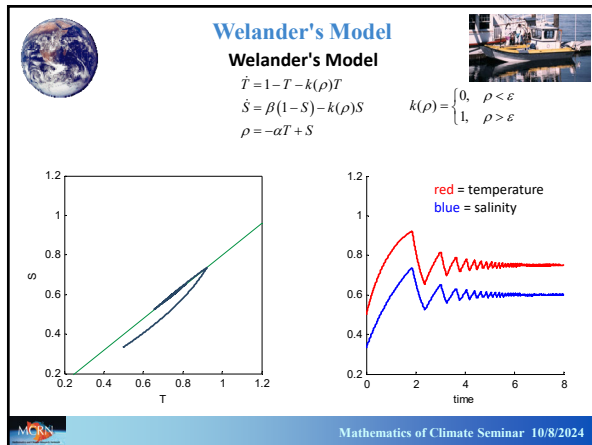 Welander's Model
Welander's Model
Ṫ = 1 − T − k(ρ)T
Ṡ = β(1 − S) − k(ρ)S
ρ = −αT + S
k(ρ) = {0, ρ < ε
1, ρ > ε
1.2
1
0.8
0.6
0.4
0.2
S
0.2 0.4 0.6 0.8 1 1.2
T
red = temperature
blue = salinity
1.2
1
0.8
0.6
0.4
0.2
0 2 4 6 8
time
MCRN
Mathematics of Climate Seminar 10/8/2024